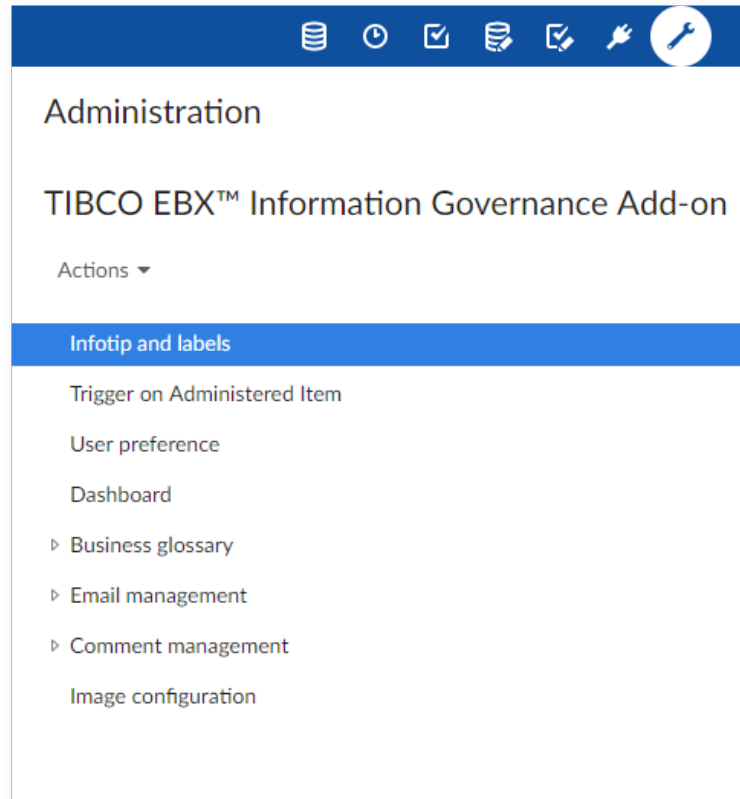 Administration
TIBCO EBX™ Information Governance Add-on
Actions
Infotip and labels
Trigger on Administered Item
User preference
Dashboard
Business glossary
Email management
Comment management
Image configuration